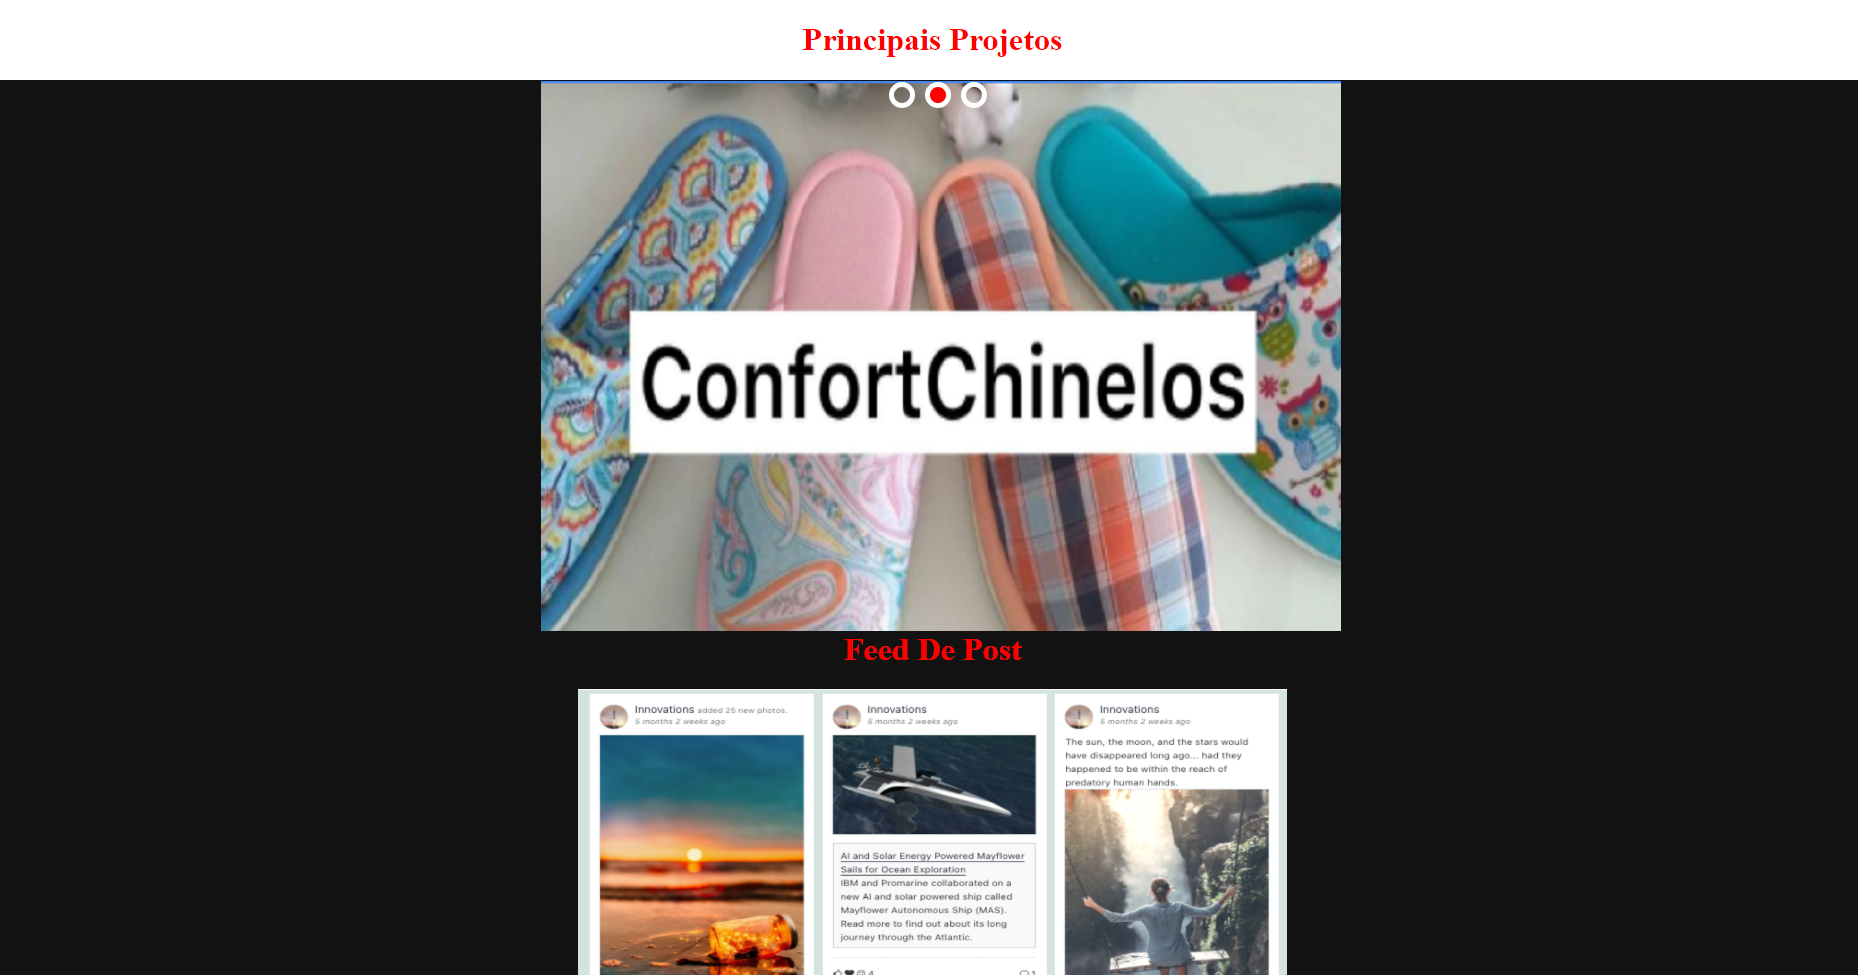 Principais Projetos
ConfortChinelos
Feed De Post
Innovations added 25 new photos.
5 months 2 weeks ago
Innovations
5 months 2 weeks ago
AI and Solar Energy Powered Mayflower
Sails for Ocean Exploration
IBM and Promarine collaborated on a
new AI and solar powered ship called
Mayflower Autonomous Ship (MAS).
Read more to find out about its long
journey through the Atlantic.
4
1
Innovations
5 months 2 weeks ago
The sun, the moon, and the stars would
have disappeared long ago... had they
happened to be within the reach of
predatory human hands.